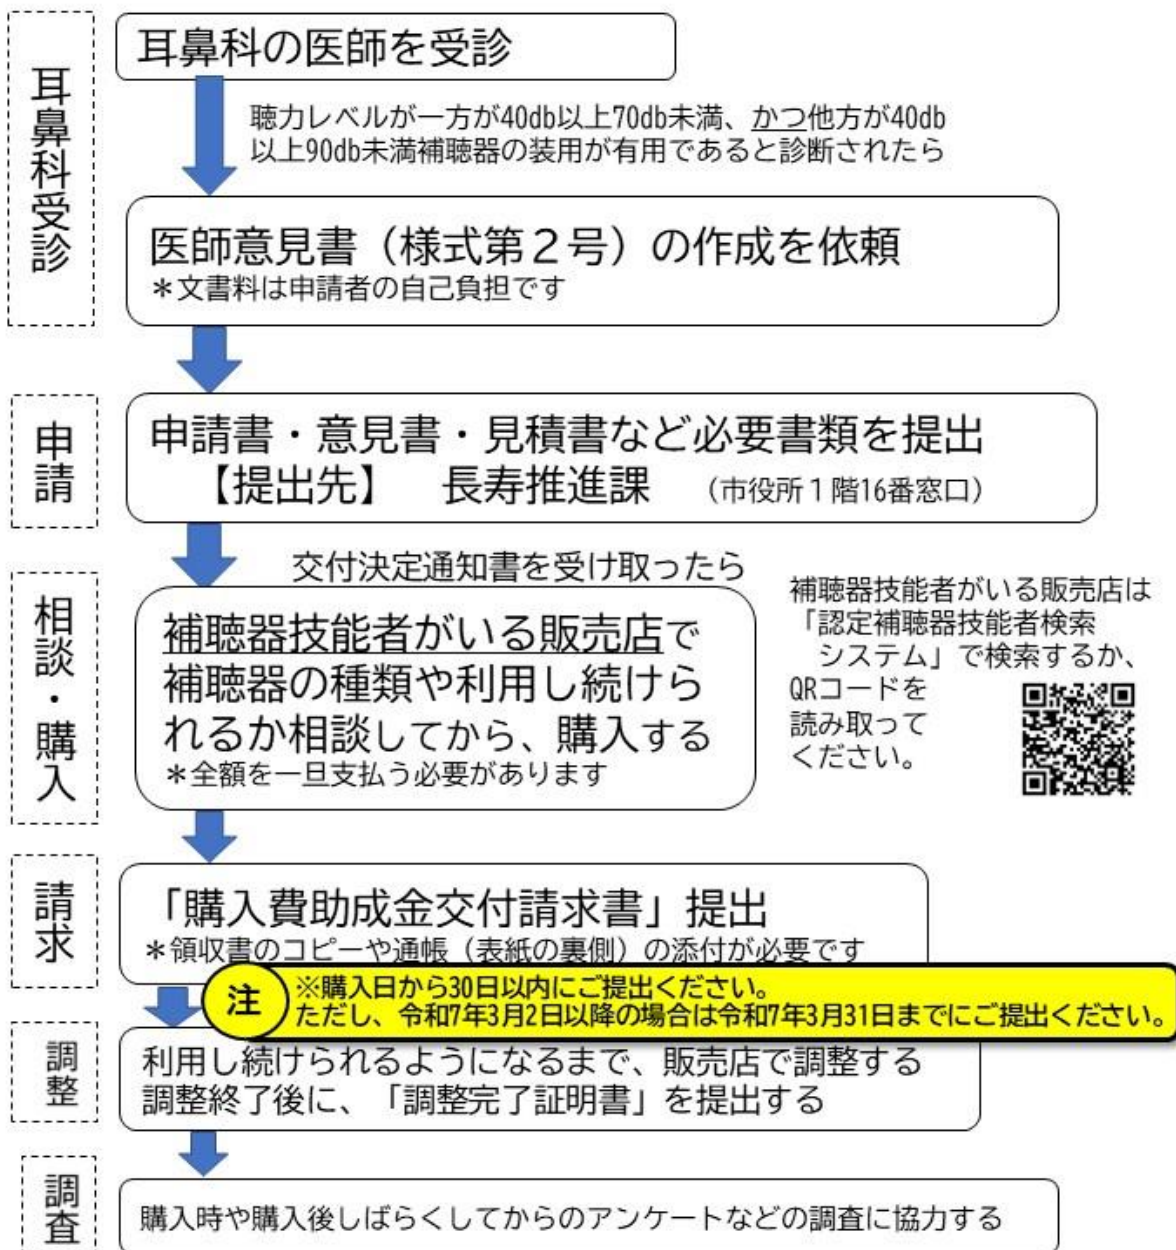 耳鼻科受診
耳鼻科の医師を受診
聴力レベルが一方が40db以上70db未満、かつ他方が40db
以上90db未満補聴器の装用が有用であると診断されたら
医師意見書（様式第２号）の作成を依頼
＊文書料は申請者の自己負担です
申請
申請書・意見書・見積書など必要書類を提出
【提出先】　長寿推進課　（市役所１階16番窓口）
交付決定通知書を受け取ったら
相談・購入
補聴器技能者がいる販売店で
補聴器の種類や利用し続けら
れるか相談してから、購入する
＊全額を一旦支払う必要があります
補聴器技能者がいる販売店は
「認定補聴器技能者検索
システム」で検索するか、
QRコードを
読み取って
ください。
請求
「購入費助成金交付請求書」提出
＊領収書のコピーや通帳（表紙の裏側）の添付が必要です
注
※購入日から30日以内にご提出ください。
ただし、令和7年3月2日以降の場合は令和7年3月31日までにご提出ください。
調整
利用し続けられるようになるまで、販売店で調整する
調整終了後に、「調整完了証明書」を提出する
調査
購入時や購入後しばらくしてからのアンケートなどの調査に協力する